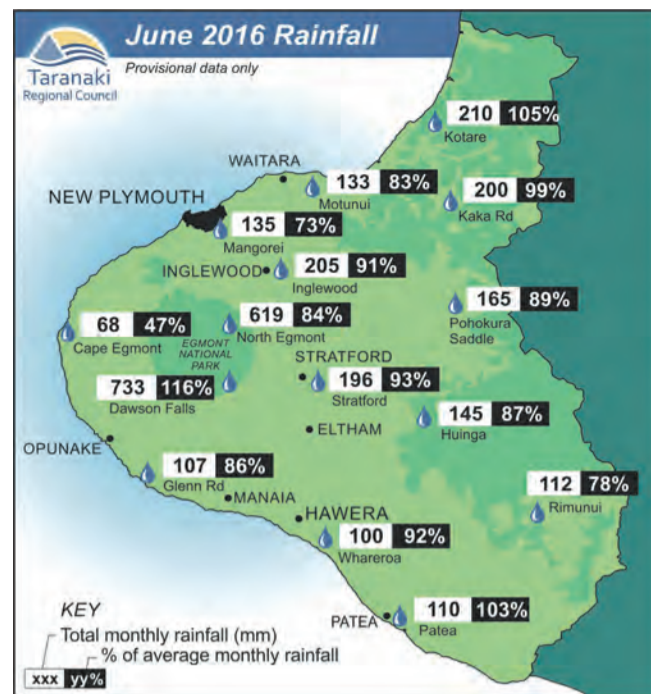 June 2016 Rainfall
Taranaki
Regional Council
Provisional data only
210 105%
Kotare
WAITARA
133 83%
Motunui
200 99%
Kaka Rd
NEW PLYMOUTH
135 73%
Mangorei
INGLEWOOD
205 91%
Inglewood
165 89%
Pohokura
Saddle
68 47%
Cape Egmont
619 84%
North Egmont
EGMONT
NATIONAL
PARK
STRATFORD
733 116%
Dawson Falls
196 93%
Stratford
145 87%
Huinga
ELTHAM
OPUNAKE
107 86%
Glenn Rd
MANAIA
112 78%
Rimunui
HAWERA
100 92%
Whareroa
PATEA
110 103%
Patea
KEY
Total monthly rainfall (mm)
% of average monthly rainfall
xxx yy%